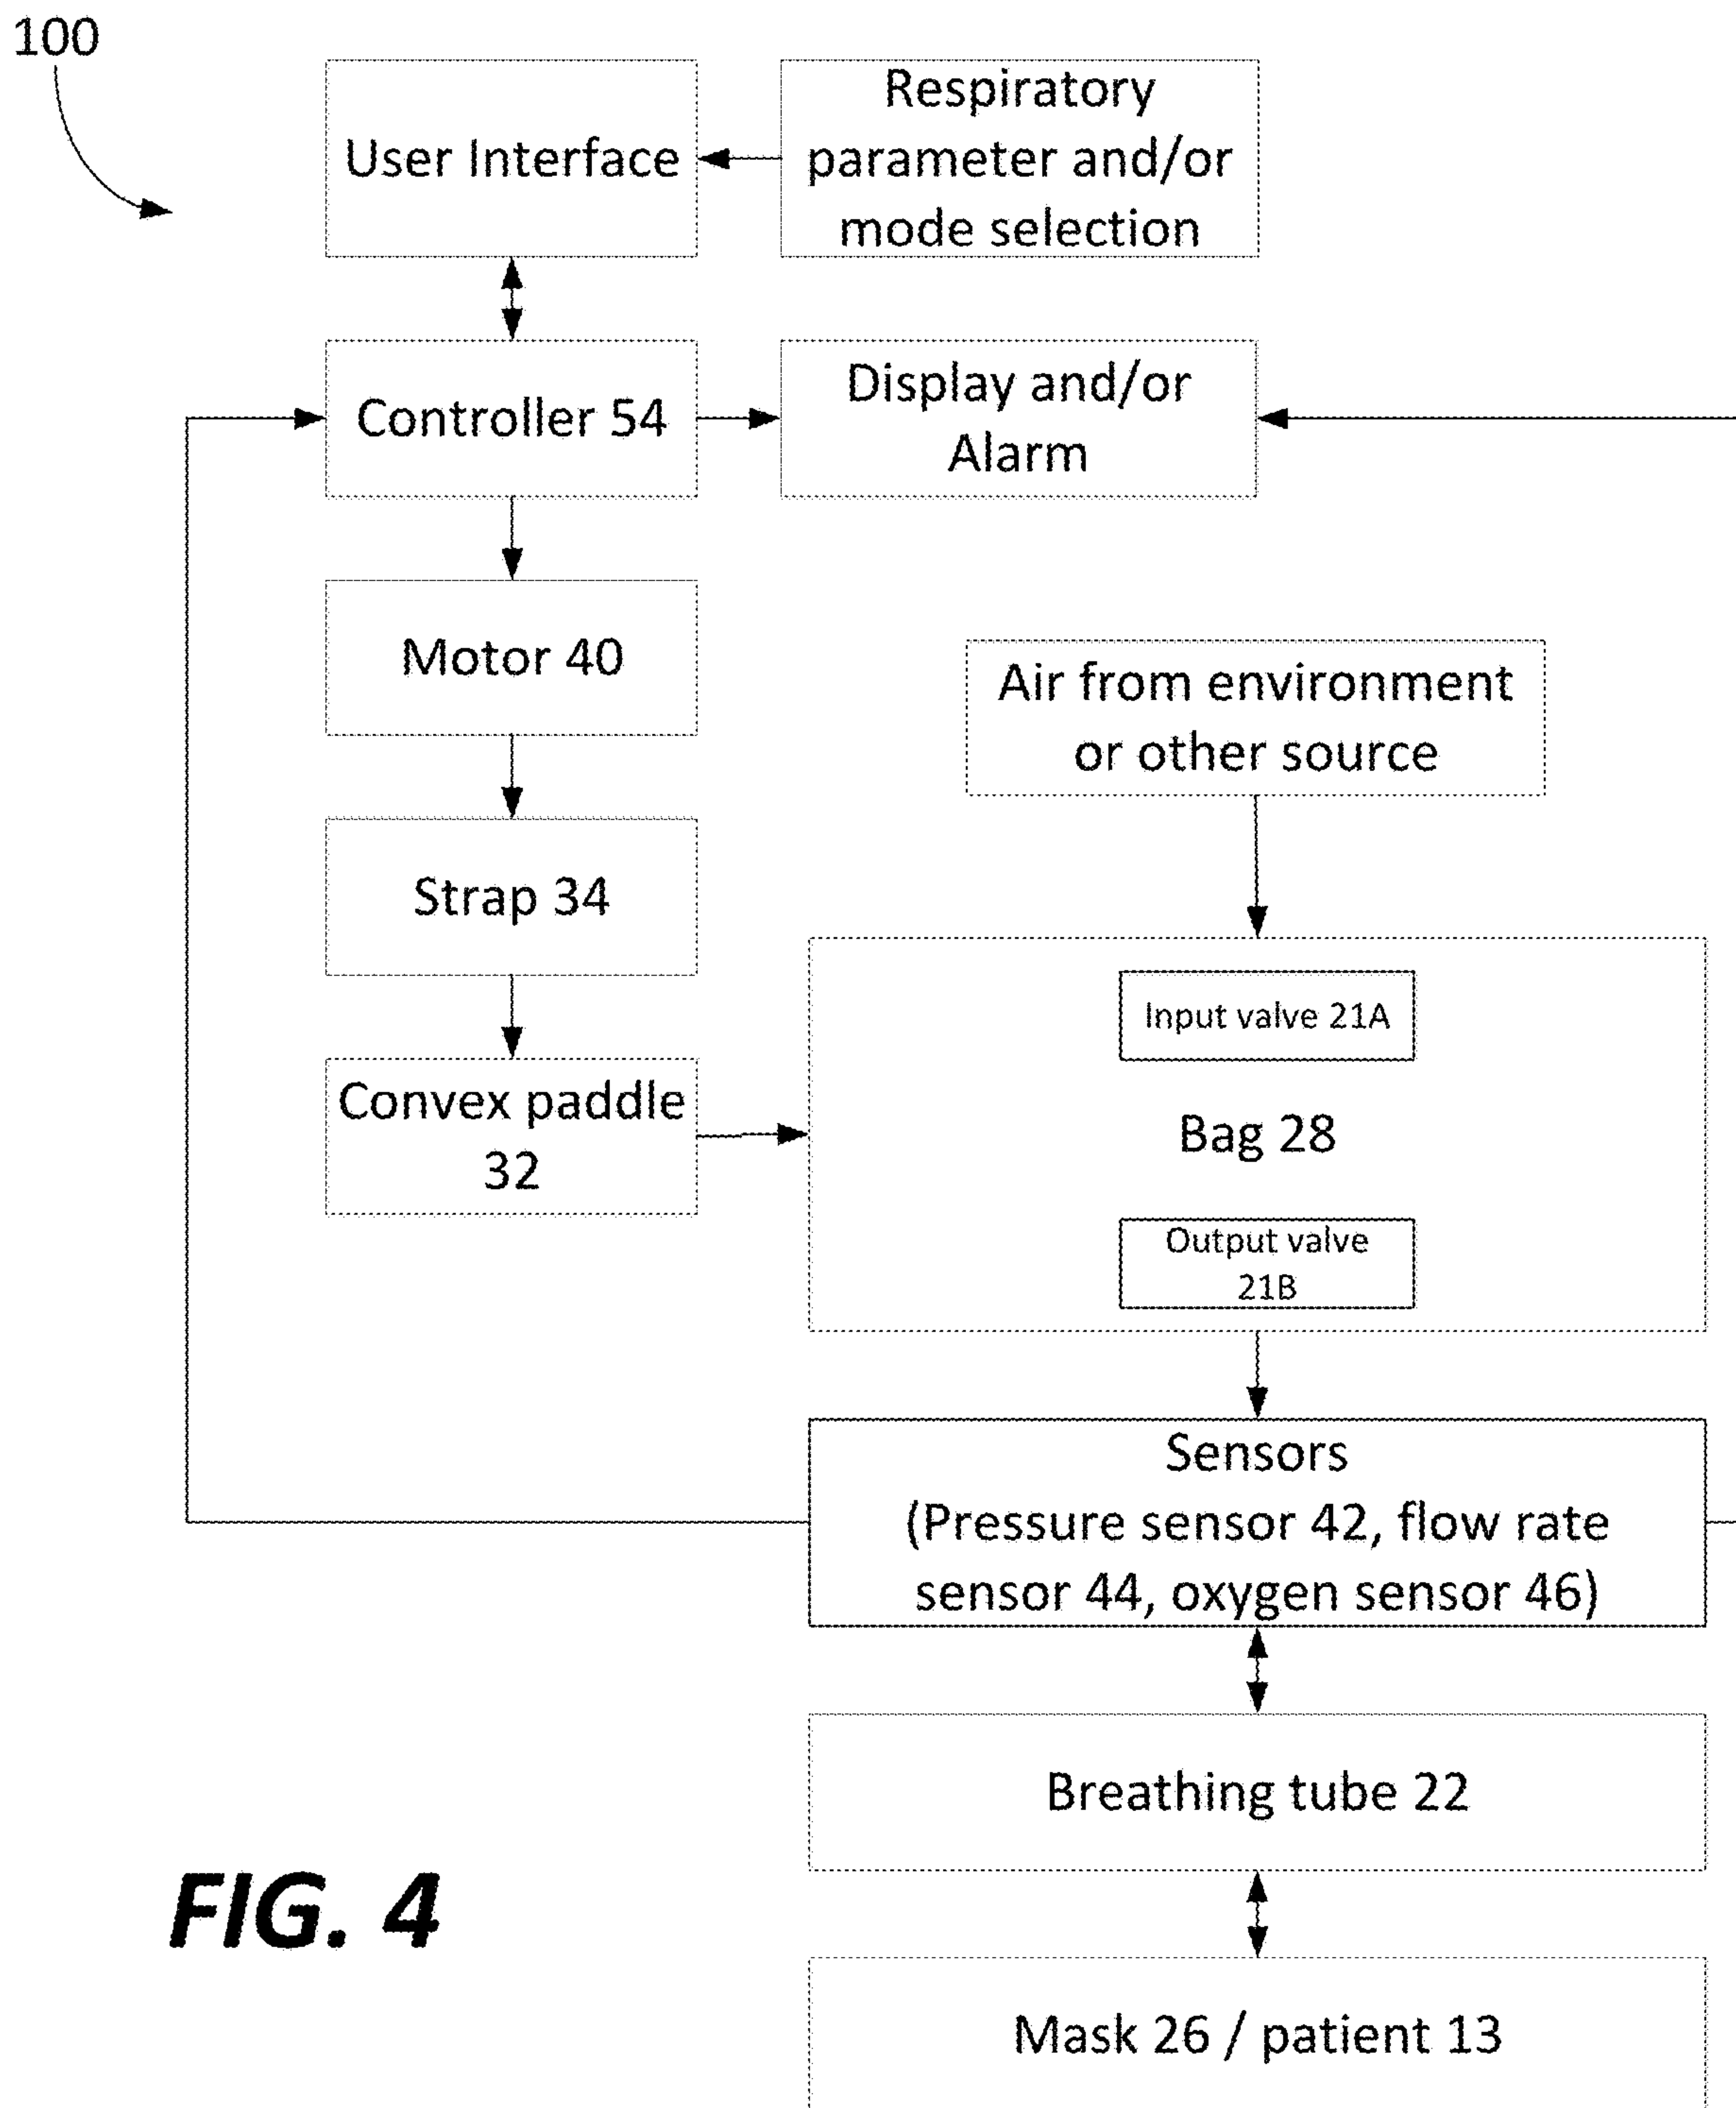 100
User Interface
Respiratory
parameter and/or
mode selection
Controller 54
Display and/or
Alarm
Motor 40
Air from environment
or other source
Strap 34
Input valve 21A
Convex paddle
32
Bag 28
Output valve
21B
Sensors
(Pressure sensor 42, flow rate
sensor 44, oxygen sensor 46)
Breathing tube 22
FIG. 4
Mask 26 / patient 13